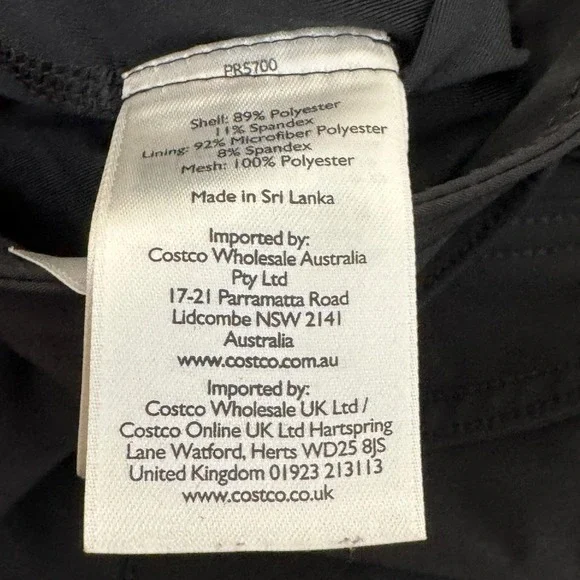 PR5700
Shell: 89% Polyester
11% Spandex
Lining: 92% Microfiber Polyester
8% Spandex
Mesh: 100% Polyester
Made in Sri Lanka
Imported by:
Costco Wholesale Australia
Pty Ltd
17-21 Parramatta Road
Lidcombe NSW 2141
Australia
www.costco.com.au
Imported by:
Costco Wholesale UK Ltd /
Costco Online UK Ltd Hartspring
Lane Watford, Herts WD25 8JS
United Kingdom 01923 213113
www.costco.co.uk